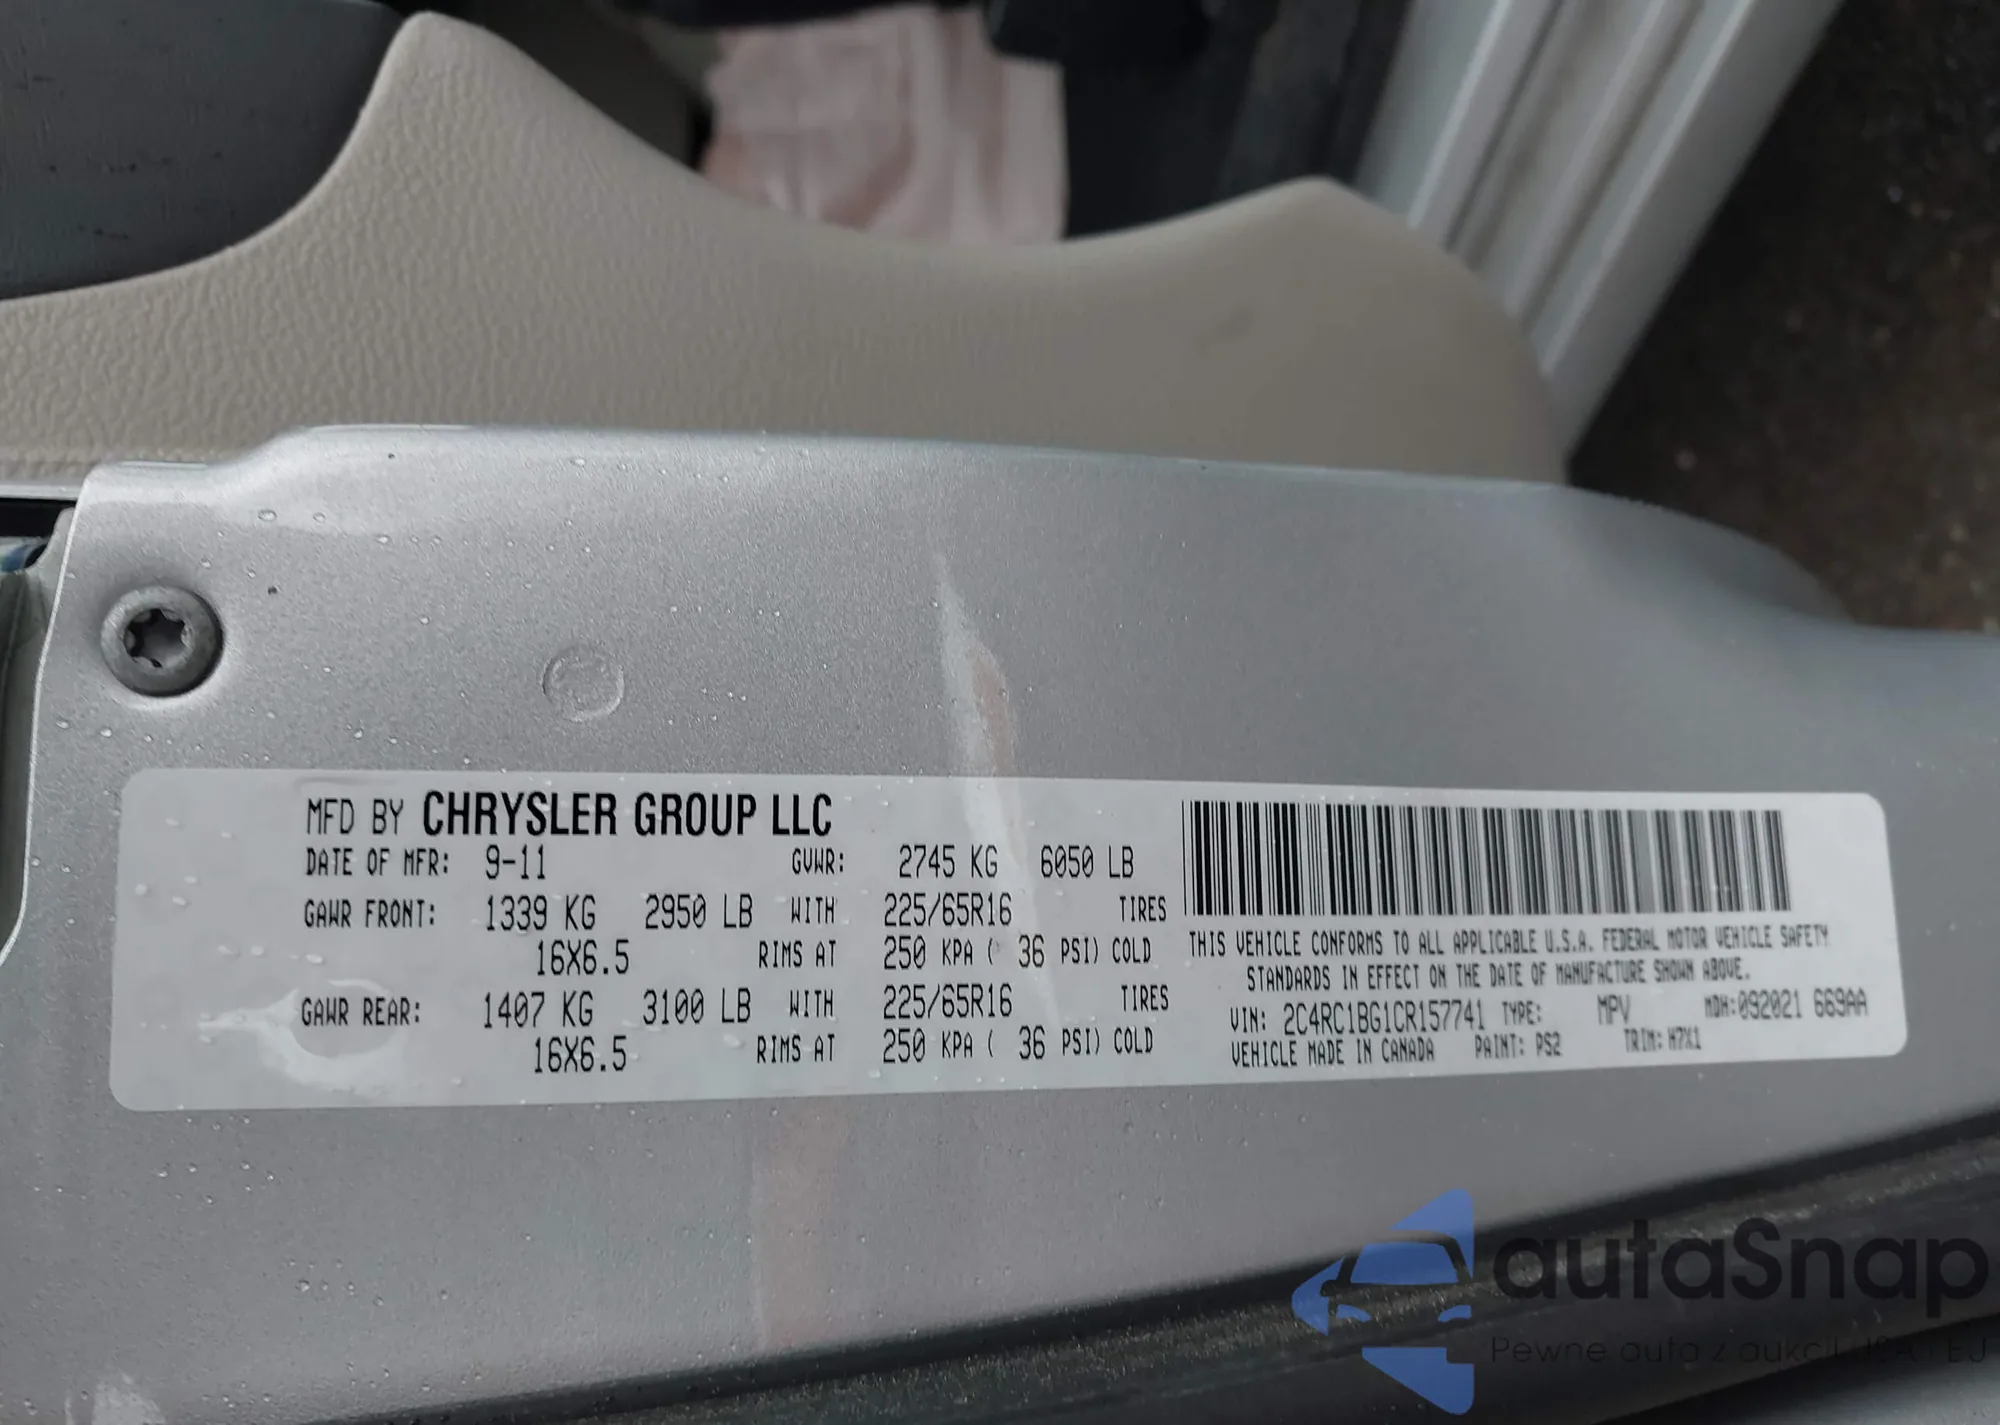 MFD BY CHRYSLER GROUP LLC
DATE OF MFR: 9-11 GVWR: 2745 KG 6050 LB
GAWR FRONT: 1339 KG 2950 LB WITH 225/65R16 TIRES
16X6.5 RIMS AT 250 KPA ( 36 PSI) COLD
GAWR REAR: 1407 KG 3100 LB WITH 225/65R16 TIRES
16X6.5 RIMS AT 250 KPA ( 36 PSI) COLD
THIS VEHICLE CONFORMS TO ALL APPLICABLE U.S.A. FEDERAL MOTOR VEHICLE SAFETY
STANDARDS IN EFFECT ON THE DATE OF MANUFACTURE SHOWN ABOVE.
VIN: 2C4RC1BG1CR157741 TYPE: MPV MDH:092021 669AA
VEHICLE MADE IN CANADA PAINT: PS2 TRIM: H7X1
autaSnap
Pewne auta z aukcji EU